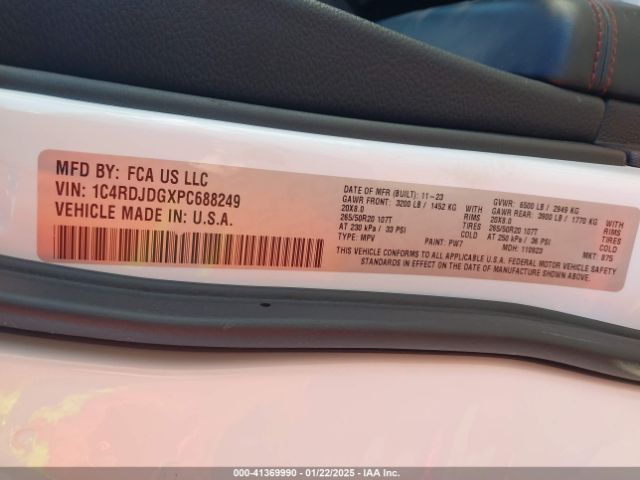 MFD BY: FCA US LLC
VIN: 1C4RDJDGXPC688249
VEHICLE MADE IN: U.S.A.
DATE OF MFR (BUILT): 11-23
GAWR FRONT: 3200 LB / 1452 KG WITH
20X8.0 RIMS
265/50R20 107T TIRES
AT 230 kPa / 33 PSI COLD
TYPE: MPV PAINT: PW7
GVWR: 6500 LB / 2949 KG
GAWR REAR: 3900 LB / 1770 KG WITH
20X8.0 RIMS
265/50R20 107T TIRES
AT 250 kPa / 36 PSI COLD
MDH: 110923 MKT: 975
THIS VEHICLE CONFORMS TO ALL APPLICABLE U.S.A. FEDERAL MOTOR VEHICLE SAFETY
STANDARDS IN EFFECT ON THE DATE OF MANUFACTURE SHOWN ABOVE.
000-41369990 - 01/22/2025 - IAA Inc.